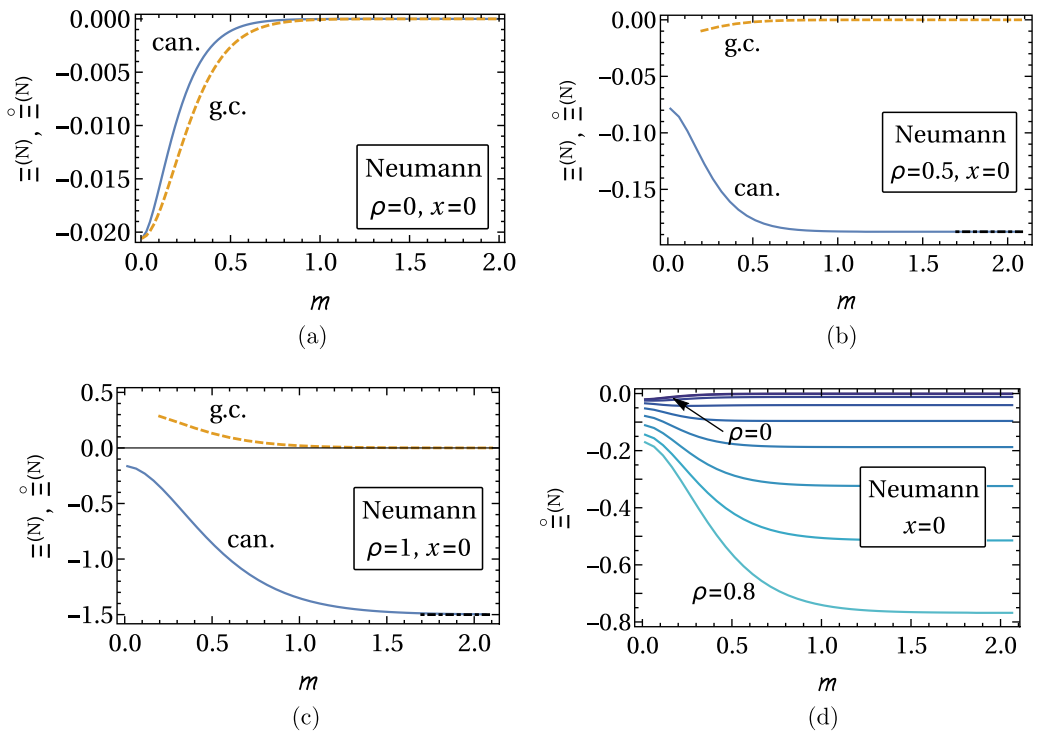 0.000
−0.005
−0.010
−0.015
−0.020
Ξ(N), Ξ̊(N)
can.
g.c.
Neumann
ρ=0, x=0
0.0 0.5 1.0 1.5 2.0
m
(a)
0.00
−0.05
−0.10
−0.15
Ξ(N), Ξ̊(N)
g.c.
can.
Neumann
ρ=0.5, x=0
0.0 0.5 1.0 1.5 2.0
m
(b)
0.5
0.0
−0.5
−1.0
−1.5
Ξ(N), Ξ̊(N)
g.c.
can.
Neumann
ρ=1, x=0
0.0 0.5 1.0 1.5 2.0
m
(c)
0.0
−0.2
−0.4
−0.6
−0.8
Ξ̊(N)
ρ=0
Neumann
x=0
ρ=0.8
0.0 0.5 1.0 1.5 2.0
m
(d)